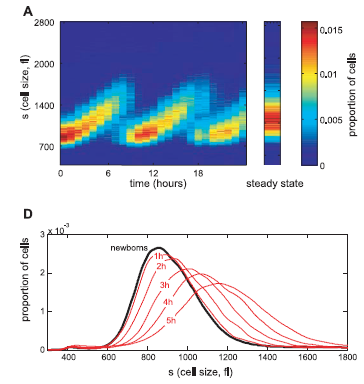 A
2800
2000
1400
700
s (cell size, fl)
0 6 12 18
time (hours)
steady state
0,015
0,010
0,005
0
proportion of cells
D
x 10⁻³
3
2
1
0
proportion of cells
newborns
1h
2h
3h
4h
5h
400 600 800 1000 1200 1400 1600 1800
s (cell size, fl)